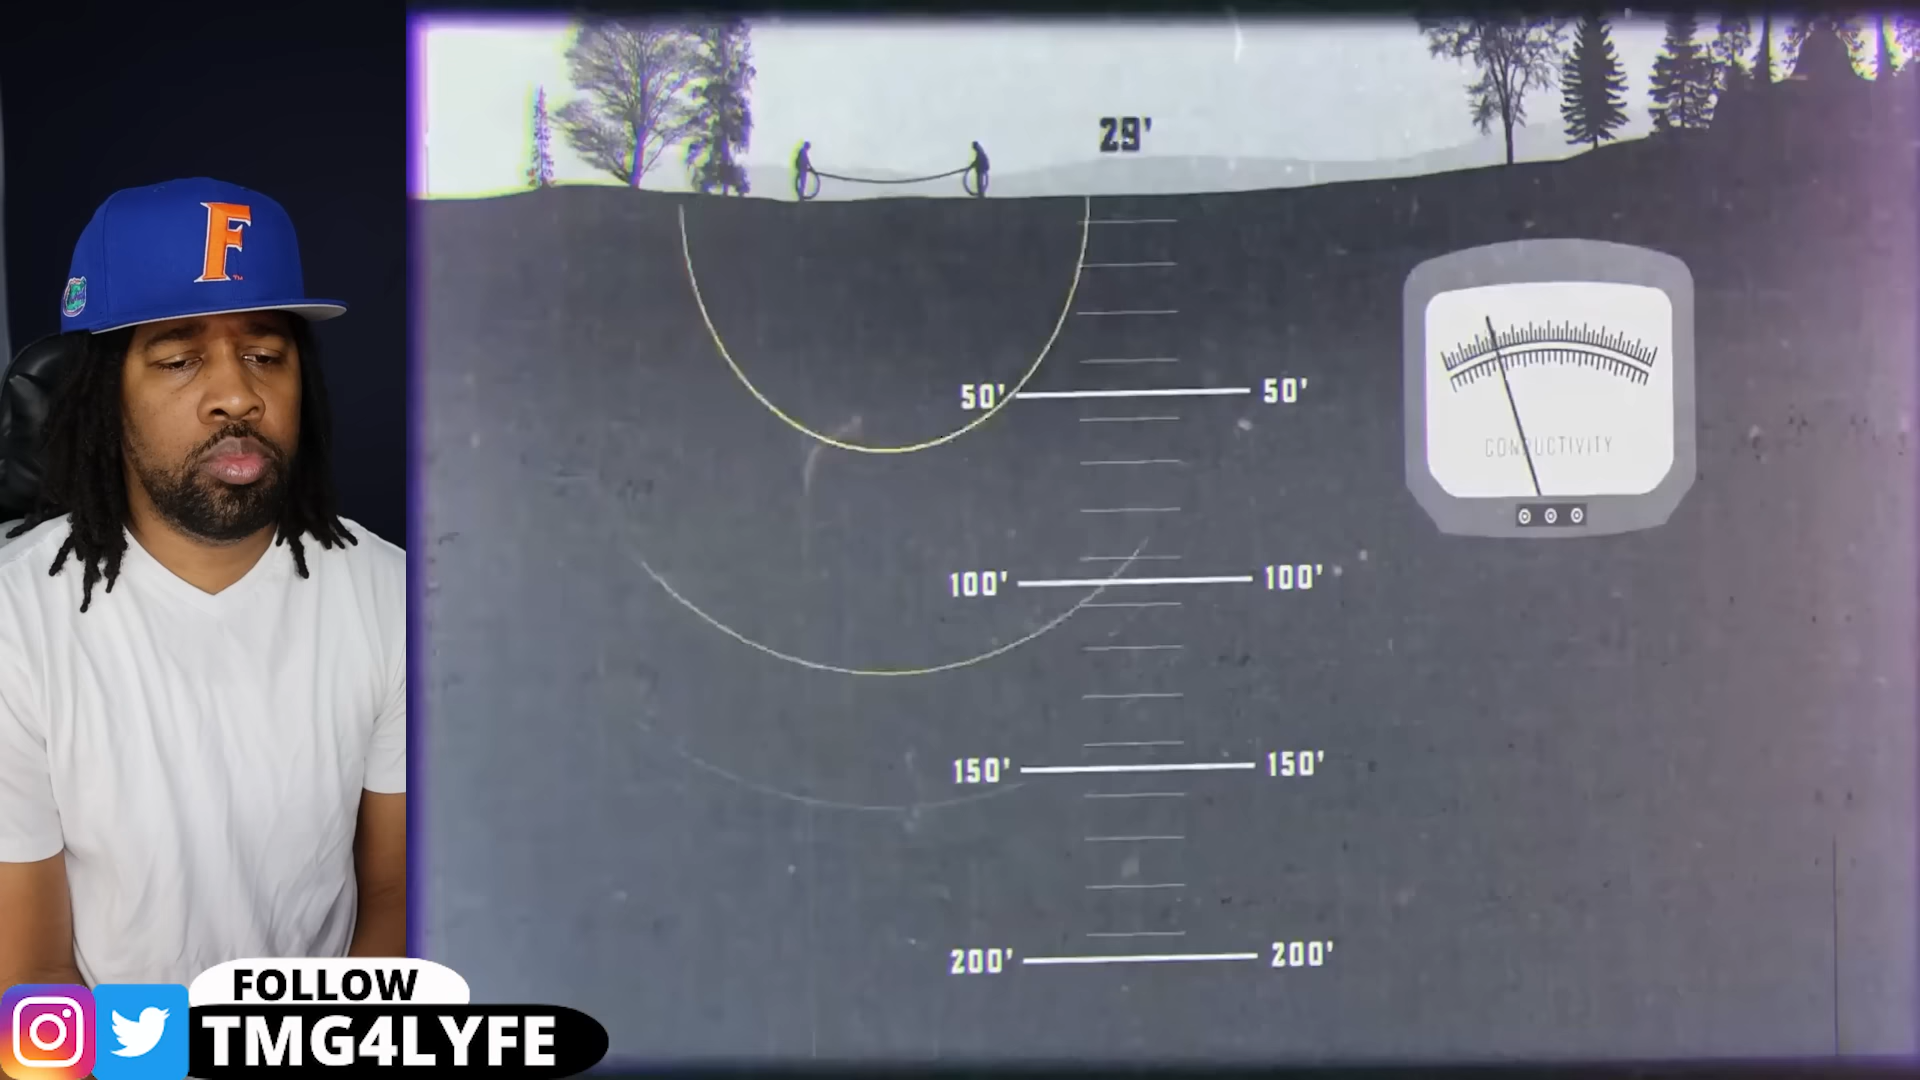 F
29'
50' 50'
CONDUCTIVITY
100' 100'
150' 150'
200' 200'
FOLLOW
TMG4LYFE